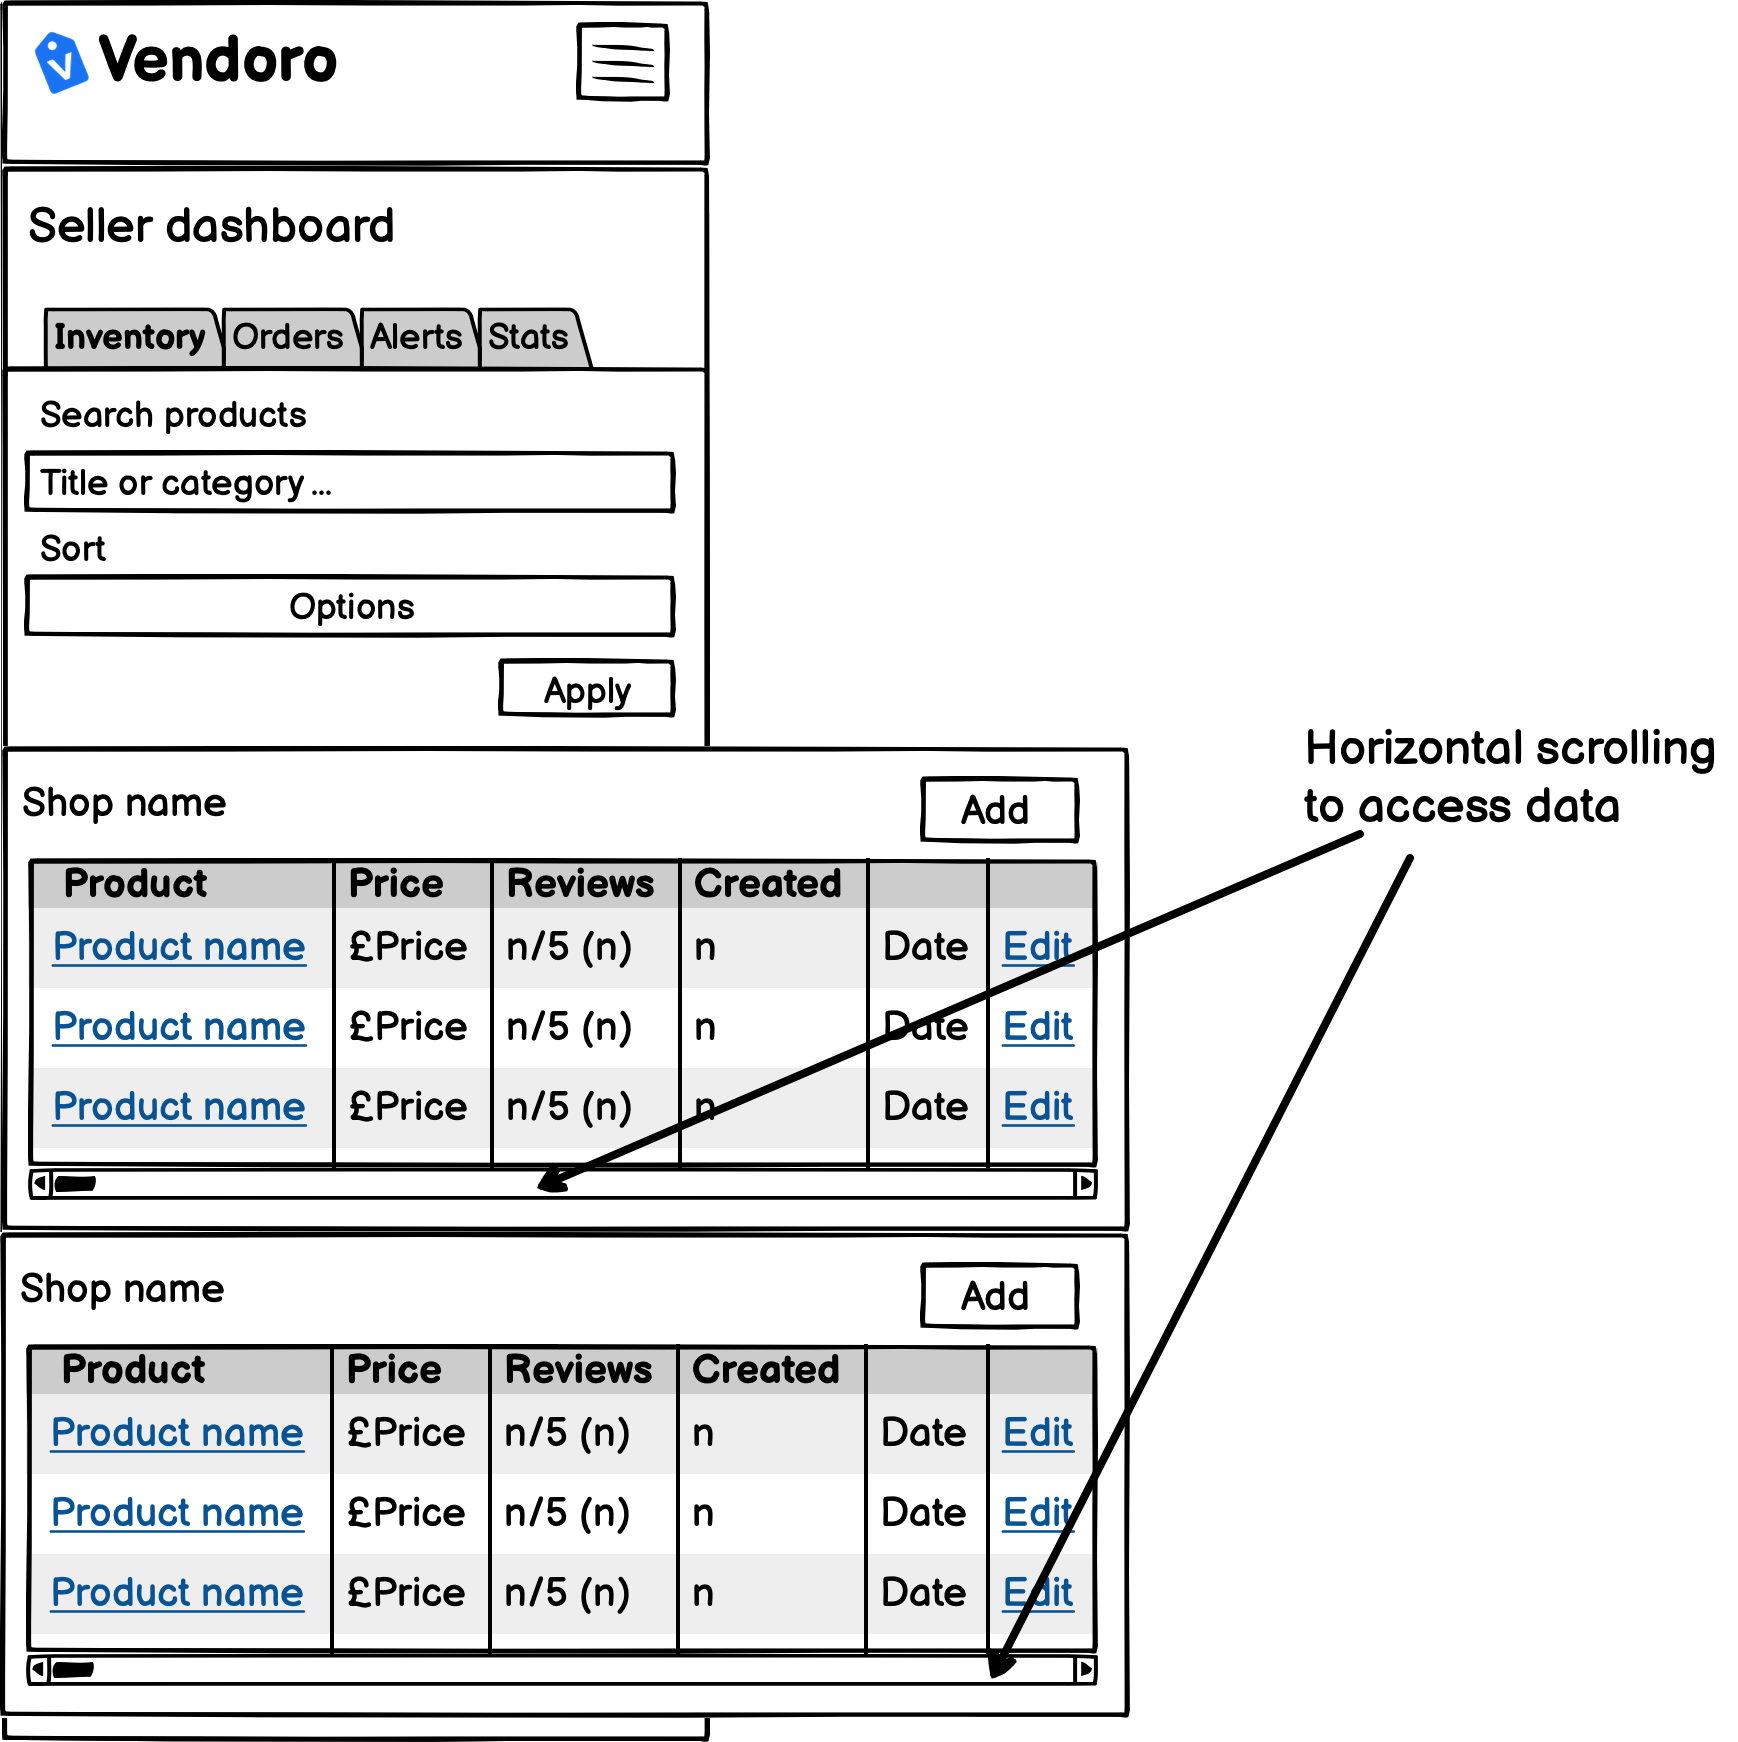 Vendoro
Seller dashboard
Inventory Orders Alerts Stats
Search products
Title or category ...
Sort
Options
Apply
Horizontal scrolling
to access data
Shop name Add
Product Price Reviews Created
Product name £Price n/5 (n) n Date Edit
Product name £Price n/5 (n) n Date Edit
Product name £Price n/5 (n) n Date Edit
Shop name Add
Product Price Reviews Created
Product name £Price n/5 (n) n Date Edit
Product name £Price n/5 (n) n Date Edit
Product name £Price n/5 (n) n Date Edit